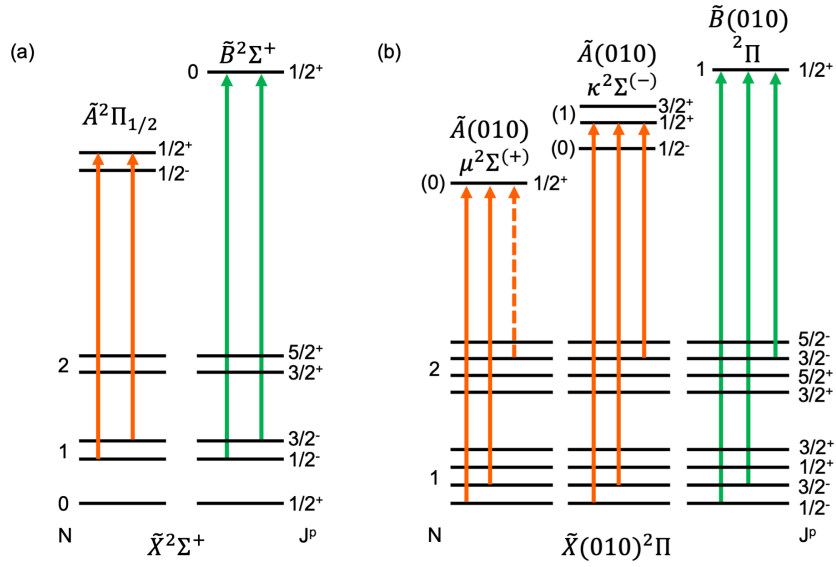 (a)
B̃²Σ⁺
0
1/2⁺
òΠ₁/₂
1/2⁺
1/2⁻
5/2⁺
2
3/2⁺
3/2⁻
1
1/2⁻
0
1/2⁺
N
X̃²Σ⁺
Jᵖ
(b)
B̃(010)
²Π
1
1/2⁺
Ã(010)
κ²Σ⁽⁻⁾
(1)
3/2⁺
1/2⁺
(0)
1/2⁻
Ã(010)
μ²Σ⁽⁺⁾
(0)
1/2⁺
5/2⁻
3/2⁻
2
5/2⁺
3/2⁺
3/2⁺
1/2⁺
1
3/2⁻
1/2⁻
N
X̃(010)²Π
Jᵖ